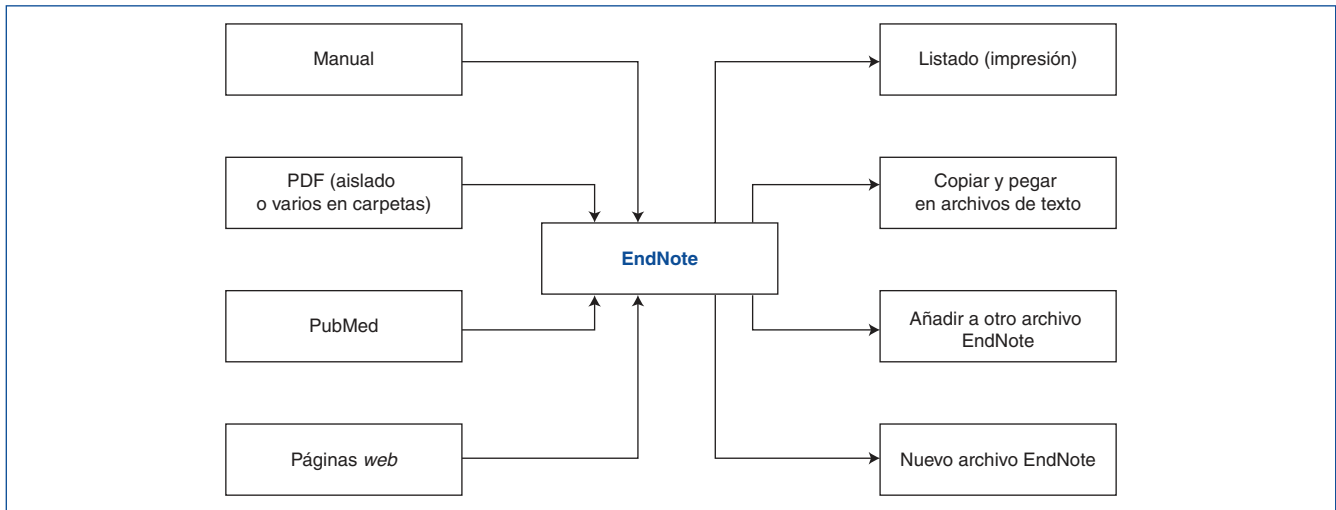 Manual
PDF (aislado
o varios en carpetas)
PubMed
Páginas web
EndNote
Listado (impresión)
Copiar y pegar
en archivos de texto
Añadir a otro archivo
EndNote
Nuevo archivo EndNote